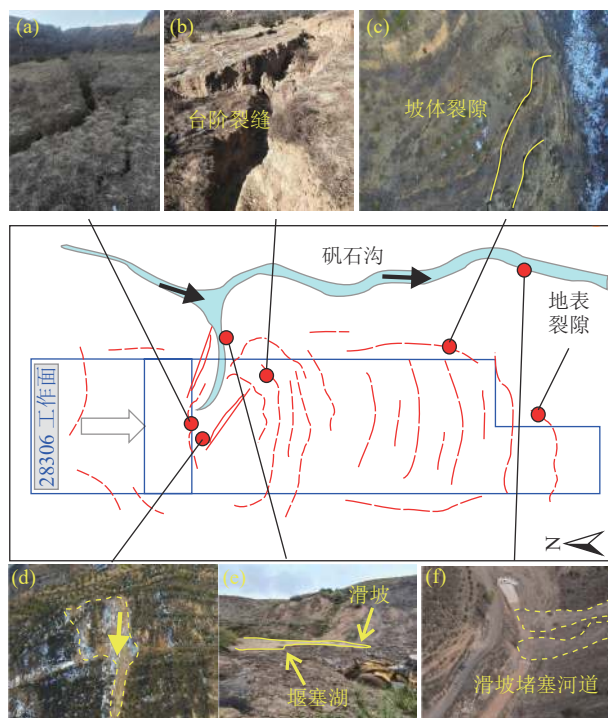 (a)
(b)
台阶裂缝
(c)
坡体裂隙
矾石沟
地表
裂隙
28306 工作面
N
(d)
(e)
滑坡
堰塞湖
(f)
滑坡堵塞河道